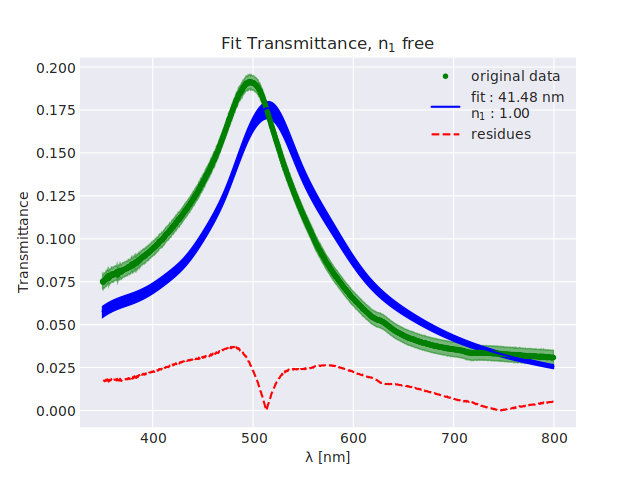 Fit Transmittance, n₁ free
original data
fit : 41.48 nm
n₁ : 1.00
residues
Transmittance
0.200
0.175
0.150
0.125
0.100
0.075
0.050
0.025
0.000
400 500 600 700 800
λ [nm]